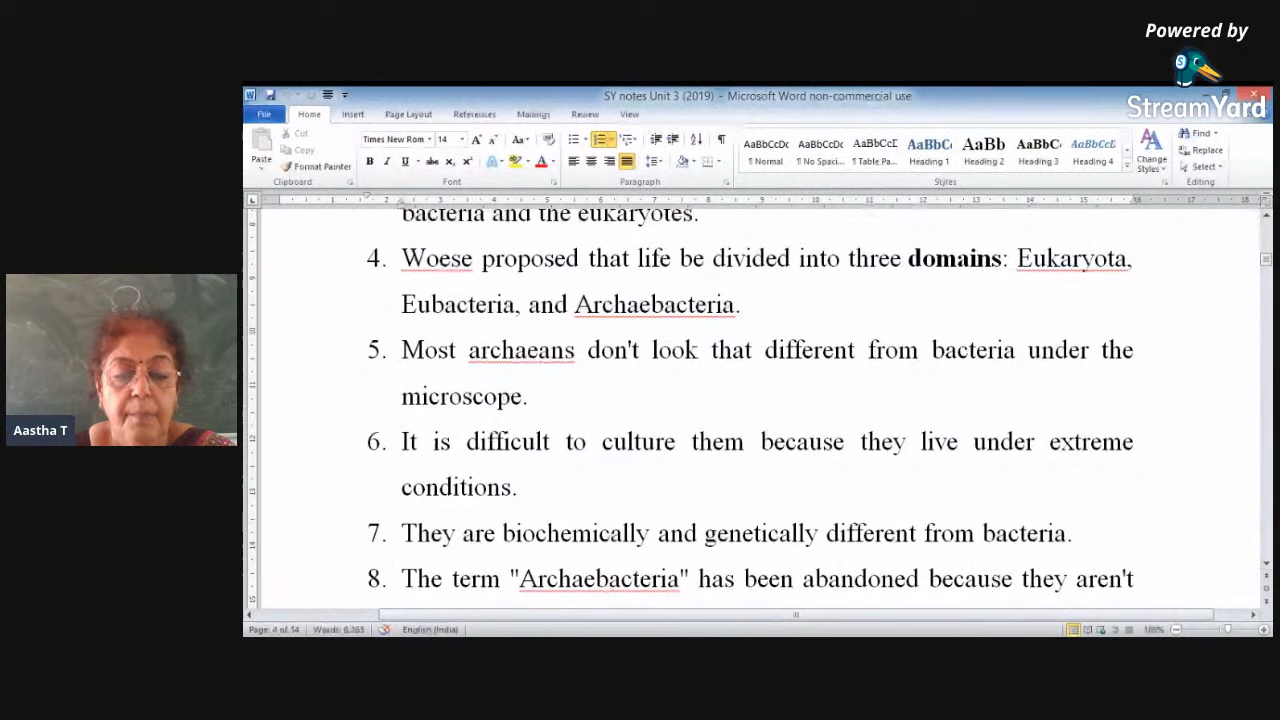 Powered by
StreamYard
SY notes Unit 3 (2019) - Microsoft Word non-commercial use
File Home Insert Page Layout References Mailings Review View
Paste
Cut
Copy
Format Painter
Clipboard
Times New Rom 14
Font
Paragraph
AaBbCcDc AaBbCcDc AaBbCcD AaBbC AaBb AaBbC AaBbCcD
¶ Normal ¶ No Spaci... ¶ Table Pa... Heading 1 Heading 2 Heading 3 Heading 4
Change Styles
Styles
Find
Replace
Select
Editing
bacteria and the eukaryotes.
4. Woese proposed that life be divided into three domains: Eukaryota,
Eubacteria, and Archaebacteria.
5. Most archaeans don't look that different from bacteria under the
microscope.
6. It is difficult to culture them because they live under extreme
conditions.
7. They are biochemically and genetically different from bacteria.
8. The term "Archaebacteria" has been abandoned because they aren't
Aastha T
English (India)